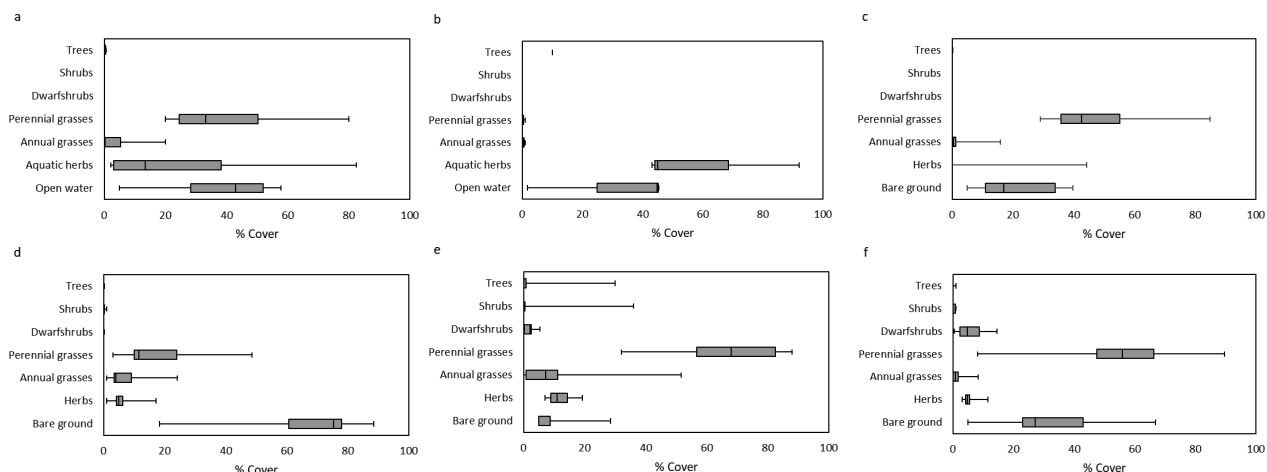 a
Trees
Shrubs
Dwarfshrubs
Perennial grasses
Annual grasses
Aquatic herbs
Open water
0 20 40 60 80 100
% Cover
b
Trees
Shrubs
Dwarfshrubs
Perennial grasses
Annual grasses
Aquatic herbs
Open water
0 20 40 60 80 100
% Cover
c
Trees
Shrubs
Dwarfshrubs
Perennial grasses
Annual grasses
Herbs
Bare ground
0 20 40 60 80 100
% Cover
d
Trees
Shrubs
Dwarfshrubs
Perennial grasses
Annual grasses
Herbs
Bare ground
0 20 40 60 80 100
% Cover
e
Trees
Shrubs
Dwarfshrubs
Perennial grasses
Annual grasses
Herbs
Bare ground
0 20 40 60 80 100
% Cover
f
Trees
Shrubs
Dwarfshrubs
Perennial grasses
Annual grasses
Herbs
Bare ground
0 20 40 60 80 100
% Cover